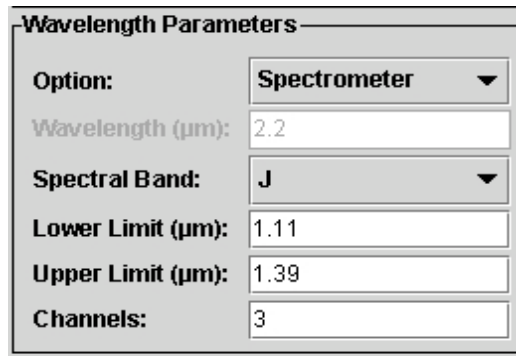 Wavelength Parameters
Option: Spectrometer
Wavelength (µm): 2.2
Spectral Band: J
Lower Limit (µm): 1.11
Upper Limit (µm): 1.39
Channels: 3